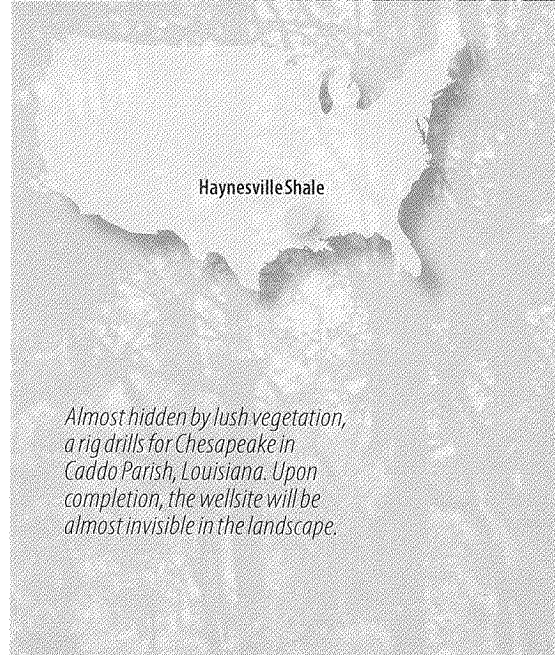 Haynesville Shale
Almost hidden by lush vegetation,
a rig drills for Chesapeake in
Caddo Parish, Louisiana. Upon
completion, the wellsite will be
almost invisible in the landscape.